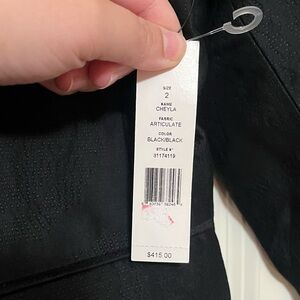 SIZE
2
NAME
CHEYLA
FABRIC
ARTICULATE
COLOR
BLACK/BLACK
STYLE #
31174119
$415.00